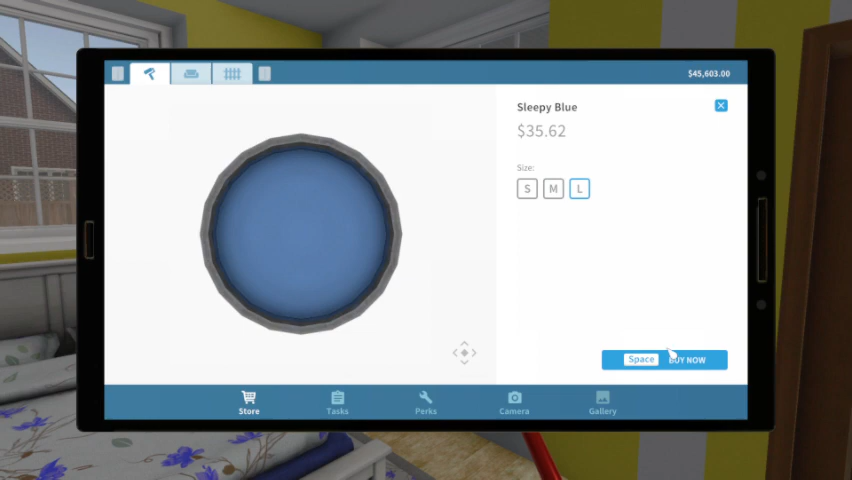 $45,603.00
Sleepy Blue
$35.62
Size:
S M L
Space BUY NOW
Store Tasks Perks Camera Gallery